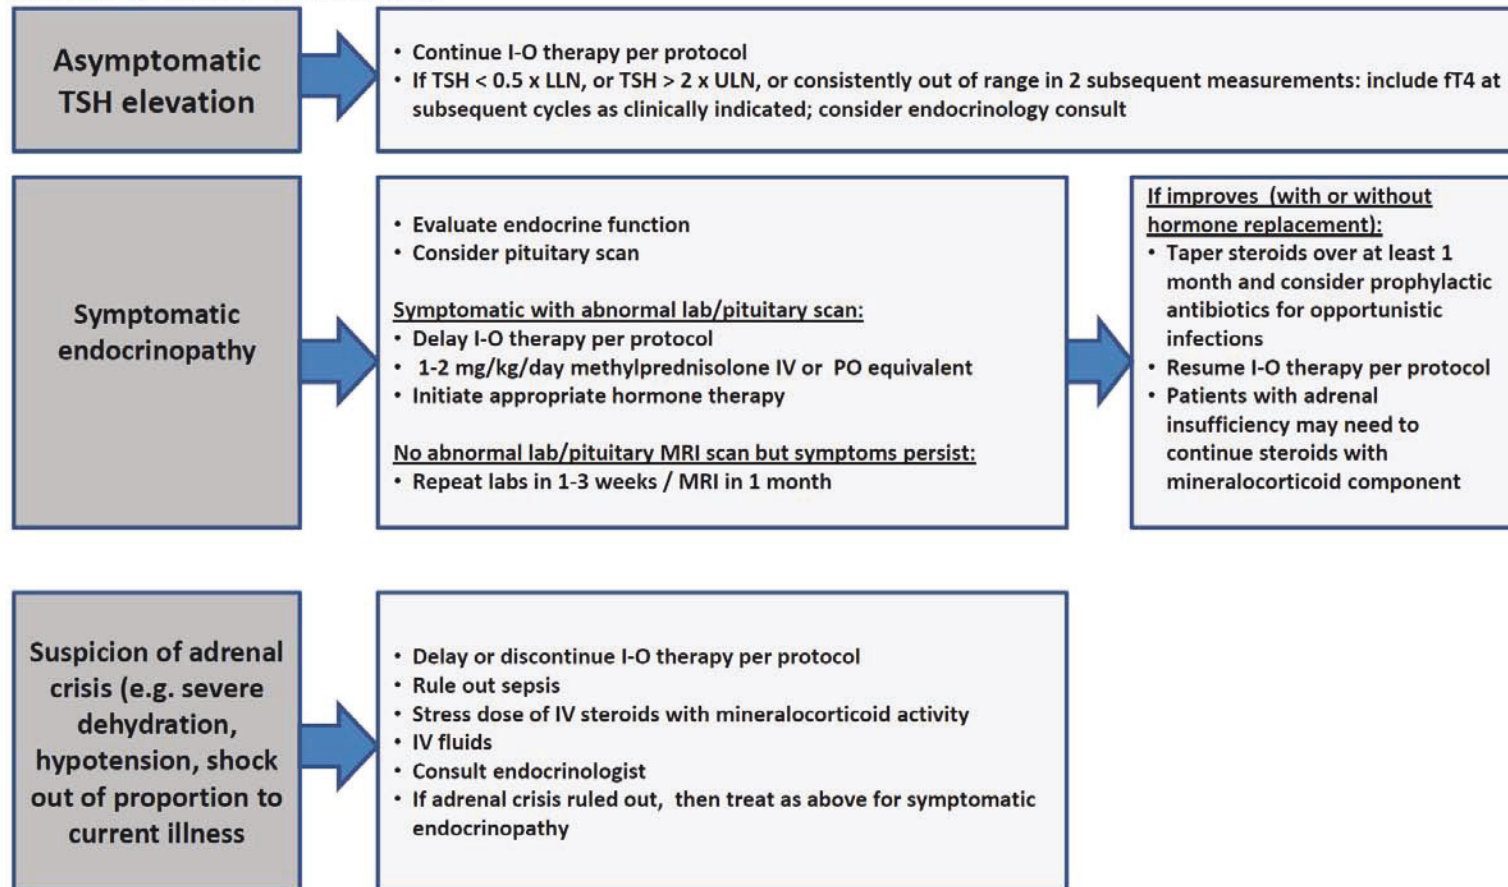 Asymptomatic
TSH elevation
• Continue I-O therapy per protocol
• If TSH < 0.5 x LLN, or TSH > 2 x ULN, or consistently out of range in 2 subsequent measurements: include fT4 at
subsequent cycles as clinically indicated; consider endocrinology consult
Symptomatic
endocrinopathy
• Evaluate endocrine function
• Consider pituitary scan
Symptomatic with abnormal lab/pituitary scan:
• Delay I-O therapy per protocol
• 1-2 mg/kg/day methylprednisolone IV or PO equivalent
• Initiate appropriate hormone therapy
No abnormal lab/pituitary MRI scan but symptoms persist:
• Repeat labs in 1-3 weeks / MRI in 1 month
If improves (with or without
hormone replacement):
• Taper steroids over at least 1
month and consider prophylactic
antibiotics for opportunistic
infections
• Resume I-O therapy per protocol
• Patients with adrenal
insufficiency may need to
continue steroids with
mineralocorticoid component
Suspicion of adrenal
crisis (e.g. severe
dehydration,
hypotension, shock
out of proportion to
current illness
• Delay or discontinue I-O therapy per protocol
• Rule out sepsis
• Stress dose of IV steroids with mineralocorticoid activity
• IV fluids
• Consult endocrinologist
• If adrenal crisis ruled out, then treat as above for symptomatic
endocrinopathy